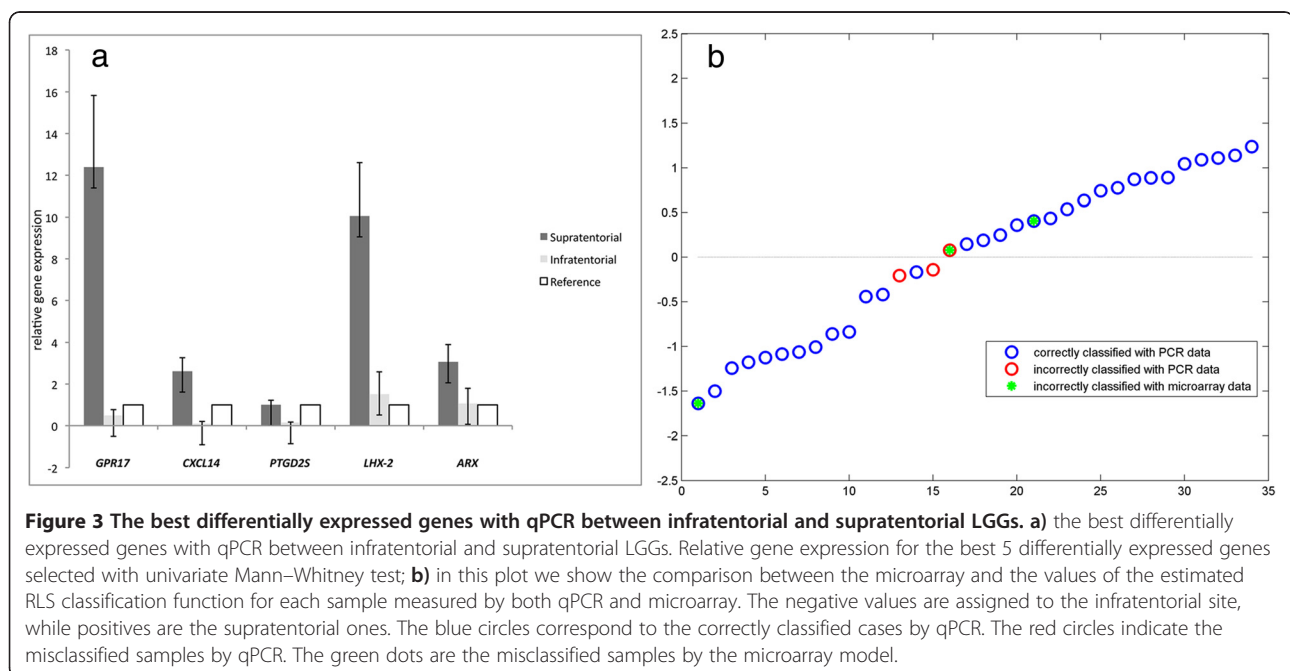 a
18
16
14
12
10
8
6
4
2
0
-2
relative gene expression
GPR17 CXCL14 PTGD2S LHX-2 ARX
Supratentorial
Infratentorial
Reference
b
2.5
2
1.5
1
0.5
0
-0.5
-1
-1.5
-2
-2.5
0 5 10 15 20 25 30 35
correctly classified with PCR data
incorrectly classified with PCR data
incorrectly classified with microarray data
Figure 3 The best differentially expressed genes with qPCR between infratentorial and supratentorial LGGs. a) the best differentially
expressed genes with qPCR between infratentorial and supratentorial LGGs. Relative gene expression for the best 5 differentially expressed genes
selected with univariate Mann–Whitney test; b) in this plot we show the comparison between the microarray and the values of the estimated
RLS classification function for each sample measured by both qPCR and microarray. The negative values are assigned to the infratentorial site,
while positives are the supratentorial ones. The blue circles correspond to the correctly classified cases by qPCR. The red circles indicate the
misclassified samples by qPCR. The green dots are the misclassified samples by the microarray model.